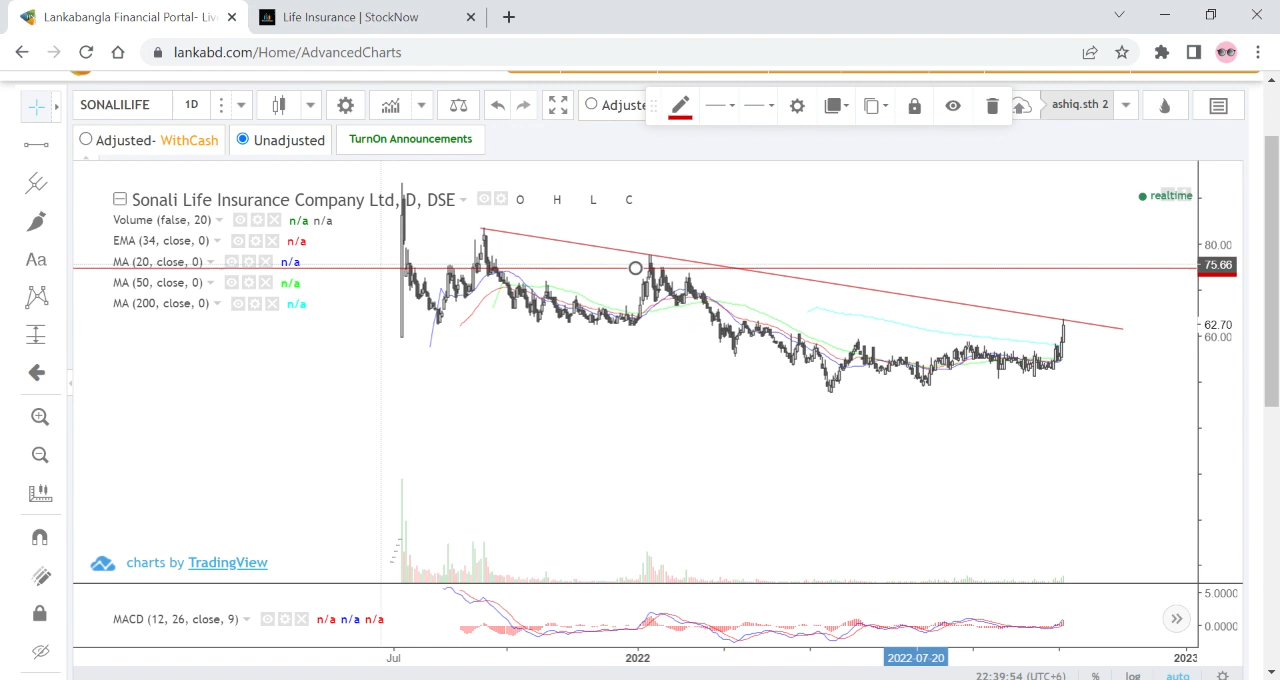 Lankabangla Financial Portal- Live
Life Insurance | StockNow
lankabd.com/Home/AdvancedCharts
SONALILIFE
1D
Adjuste
ashiq.sth 2
Adjusted- WithCash
Unadjusted
TurnOn Announcements
Sonali Life Insurance Company Ltd, D, DSE
O H L C
realtime
Volume (false, 20) n/a n/a
EMA (34, close, 0) n/a
MA (20, close, 0) n/a
MA (50, close, 0) n/a
MA (200, close, 0) n/a
Aa
80.00
75.66
62.70
60.00
charts by TradingView
MACD (12, 26, close, 9) n/a n/a n/a
5.0000
0.0000
Jul 2022 2022-07-20 2023
22:39:54 (UTC+6) % log auto